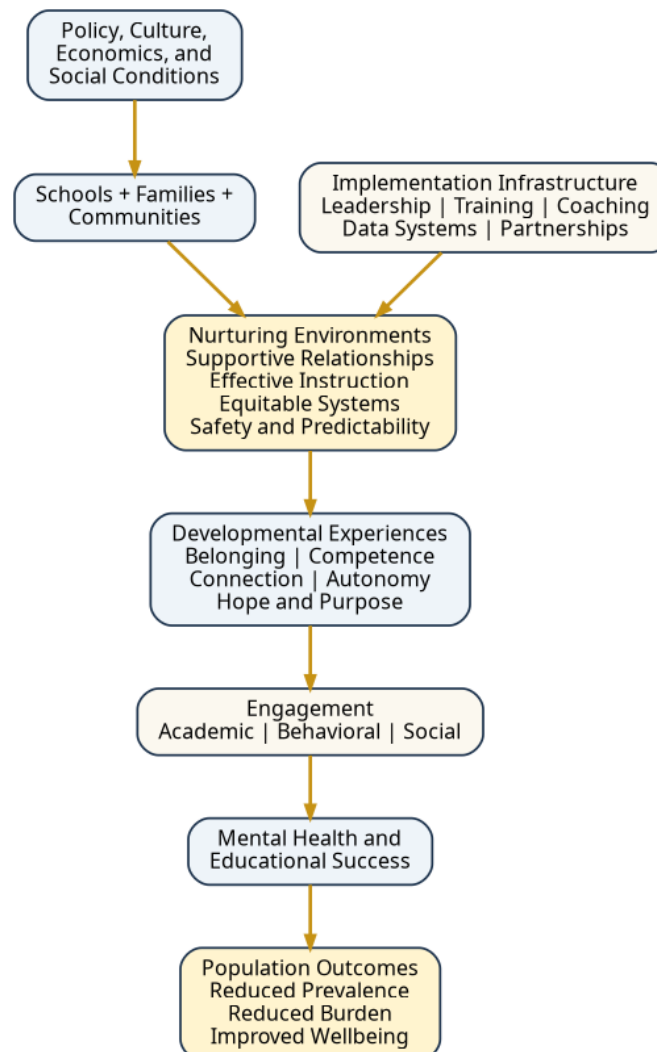 Policy, Culture,
Economics, and
Social Conditions
Schools + Families +
Communities
Implementation Infrastructure
Leadership | Training | Coaching
Data Systems | Partnerships
Nurturing Environments
Supportive Relationships
Effective Instruction
Equitable Systems
Safety and Predictability
Developmental Experiences
Belonging | Competence
Connection | Autonomy
Hope and Purpose
Engagement
Academic | Behavioral | Social
Mental Health and
Educational Success
Population Outcomes
Reduced Prevalence
Reduced Burden
Improved Wellbeing